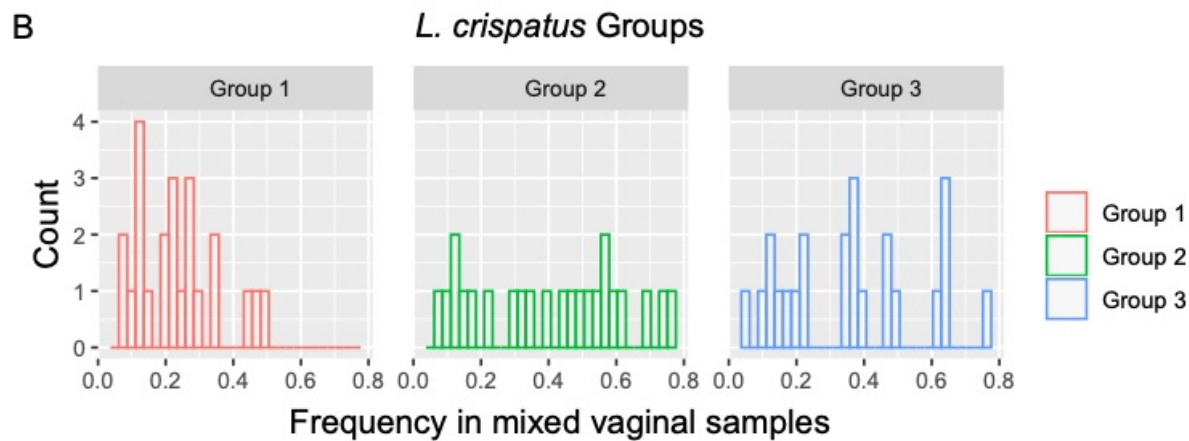 B
L. crispatus Groups
Group 1 Group 2 Group 3
4
3
2
1
0
Count
0.0 0.2 0.4 0.6 0.8 0.0 0.2 0.4 0.6 0.8 0.0 0.2 0.4 0.6 0.8
Frequency in mixed vaginal samples
Group 1
Group 2
Group 3